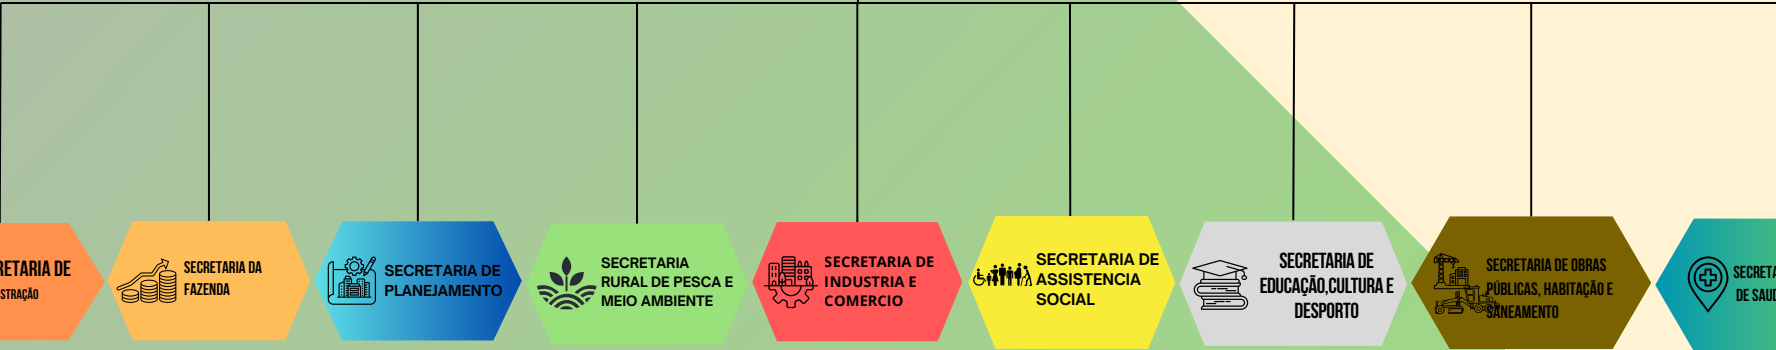 RETARIA DE
STRAÇÃO
SECRETARIA DA
FAZENDA
SECRETARIA DE
PLANEJAMENTO
SECRETARIA
RURAL DE PESCA E
MEIO AMBIENTE
SECRETARIA DE
INDUSTRIA E
COMERCIO
SECRETARIA DE
ASSISTENCIA
SOCIAL
SECRETARIA DE
EDUCAÇÃO,CULTURA E
DESPORTO
SECRETARIA DE OBRAS
PÚBLICAS, HABITAÇÃO E
SANEAMENTO
SECRETA
DE SAUD